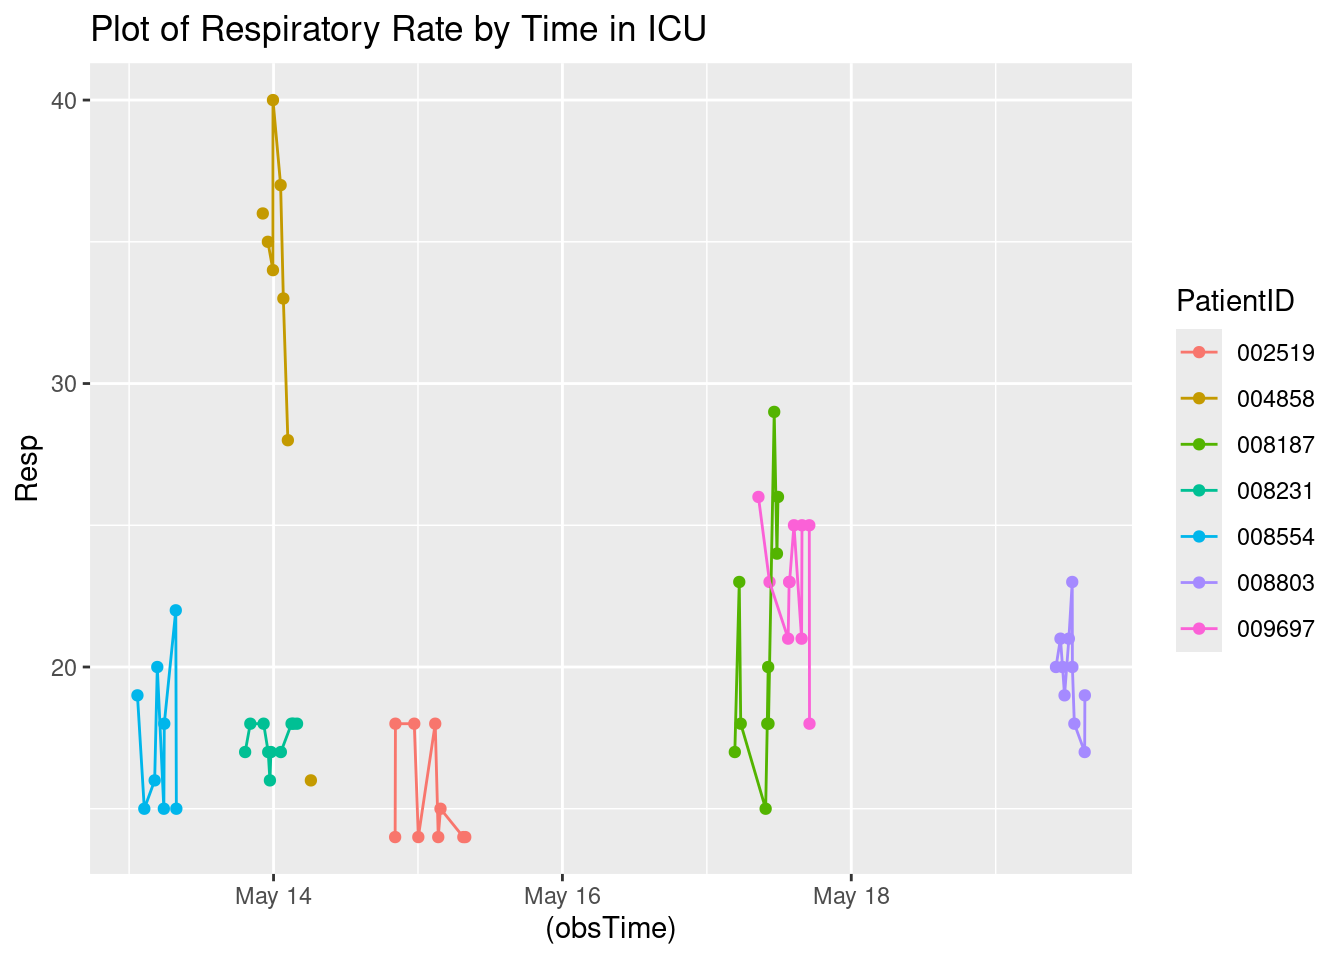 Plot of Respiratory Rate by Time in ICU
40
30
20
Resp
May 14
May 16
May 18
(obsTime)
PatientID
002519
004858
008187
008231
008554
008803
009697